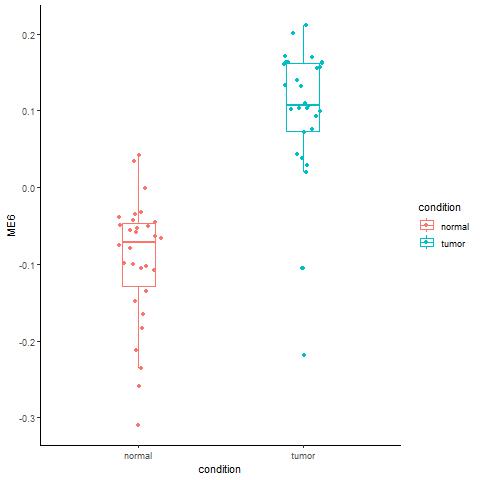 0.2
0.1
0.0
-0.1
-0.2
-0.3
ME6
normal
tumor
condition
condition
normal
tumor